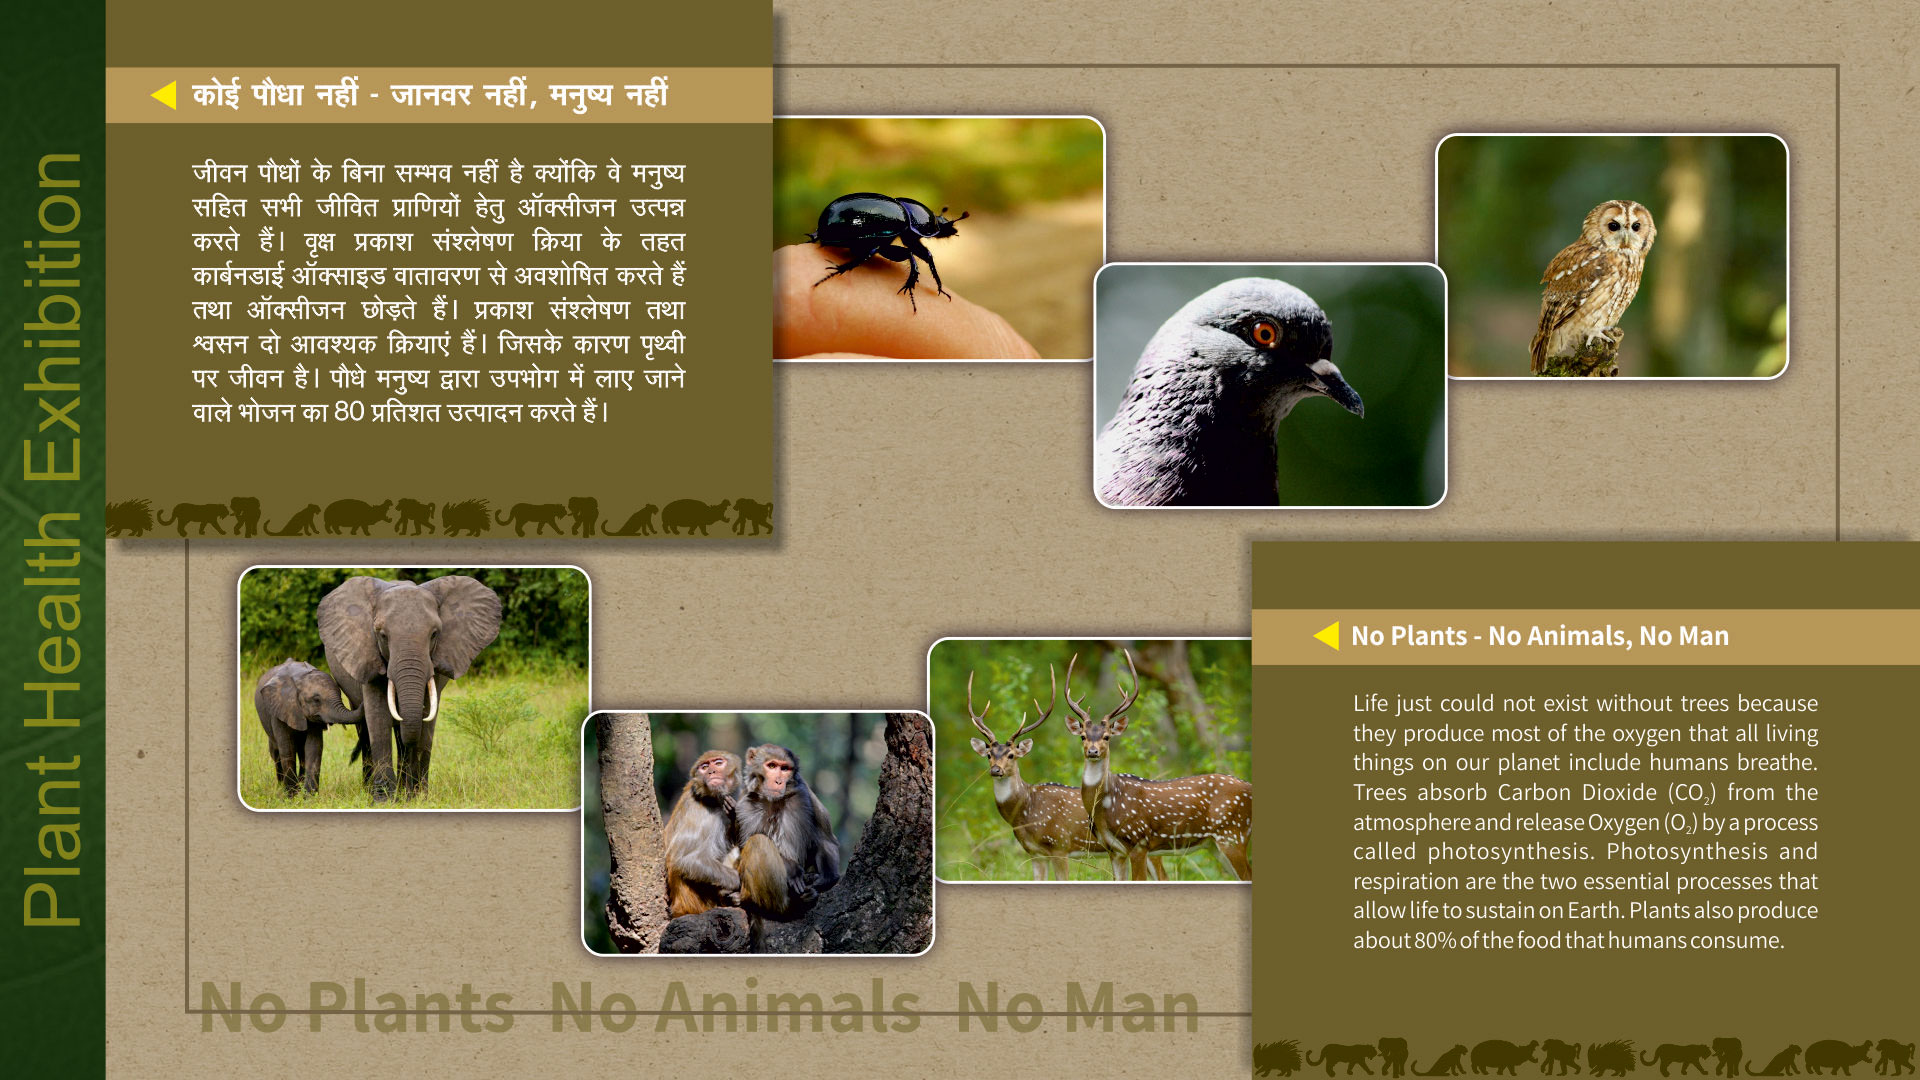 Plant Health Exhibition
कोई पौधा नहीं - जानवर नहीं, मनुष्य नहीं
जीवन पौधों के बिना सम्भव नहीं है क्योंकि वे मनुष्य
सहित सभी जीवित प्राणियों हेतु ऑक्सीजन उत्पन्न
करते हैं। वृक्ष प्रकाश संश्लेषण क्रिया के तहत
कार्बनडाई ऑक्साइड वातावरण से अवशोषित करते हैं
तथा ऑक्सीजन छोड़ते हैं। प्रकाश संश्लेषण तथा
श्वसन दो आवश्यक क्रियाएं हैं। जिसके कारण पृथ्वी
पर जीवन है। पौधे मनुष्य द्वारा उपभोग में लाए जाने
वाले भोजन का 80 प्रतिशत उत्पादन करते हैं।
No Plants - No Animals, No Man
Life just could not exist without trees because
they produce most of the oxygen that all living
things on our planet include humans breathe.
Trees absorb Carbon Dioxide (CO₂) from the
atmosphere and release Oxygen (O₂) by a process
called photosynthesis. Photosynthesis and
respiration are the two essential processes that
allow life to sustain on Earth. Plants also produce
about 80% of the food that humans consume.
No Plants No Animals No Man